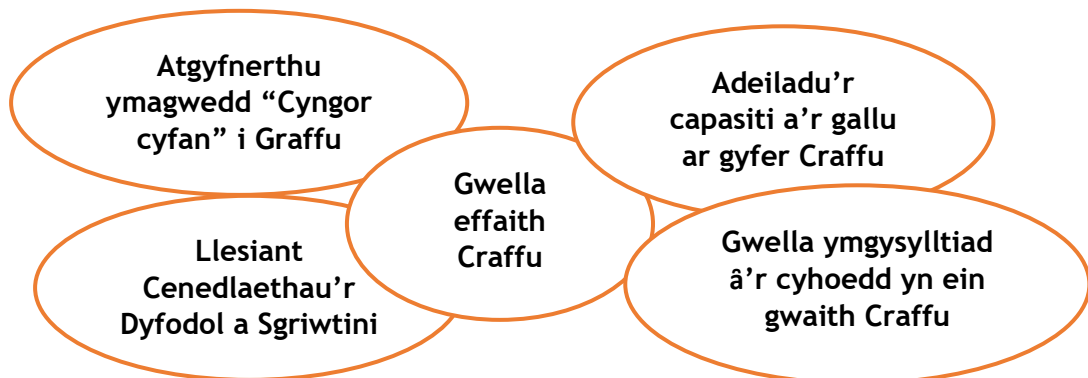 Atgyfnerthu
ymagwedd “Cyngor
cyfan” i Graffu
Adeiladu’r
capasiti a’r gallu
ar gyfer Craffu
Gwella
effaith
Craffu
Llesiant
Cenedlaethau’r
Dyfodol a Sgriwtini
Gwella ymgysylltiad
â’r cyhoedd yn ein
gwaith Craffu